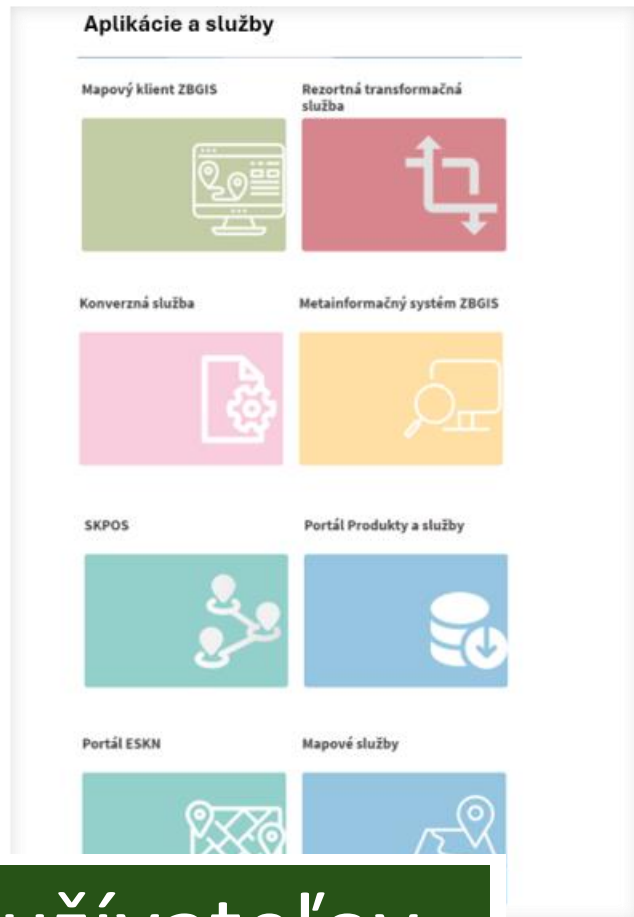 Aplikácie a služby
Mapový klient ZBGIS
Rezortná transformačná
služba
Konverzná služba
Metainformačný systém ZBGIS
SKPOS
Portál Produkty a služby
Portál ESKN
Mapové služby